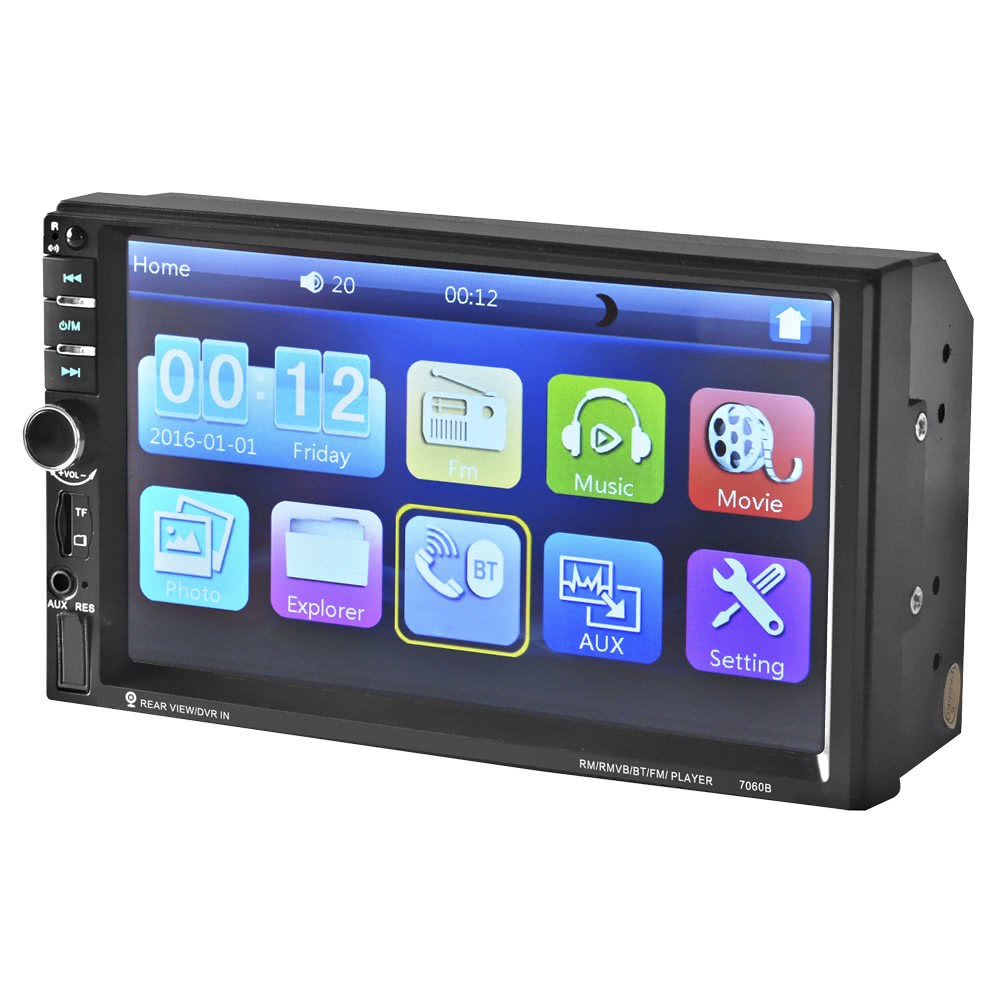 R
Home
20
00:12
⏻/M
00:12
2016-01-01
Friday
Fm
Music
Movie
+VOL-
TF
Photo
Explorer
BT
AUX
Setting
AUX RES
REAR VIEW/DVR IN
RM/RMVB/BT/FM/ PLAYER
7060B